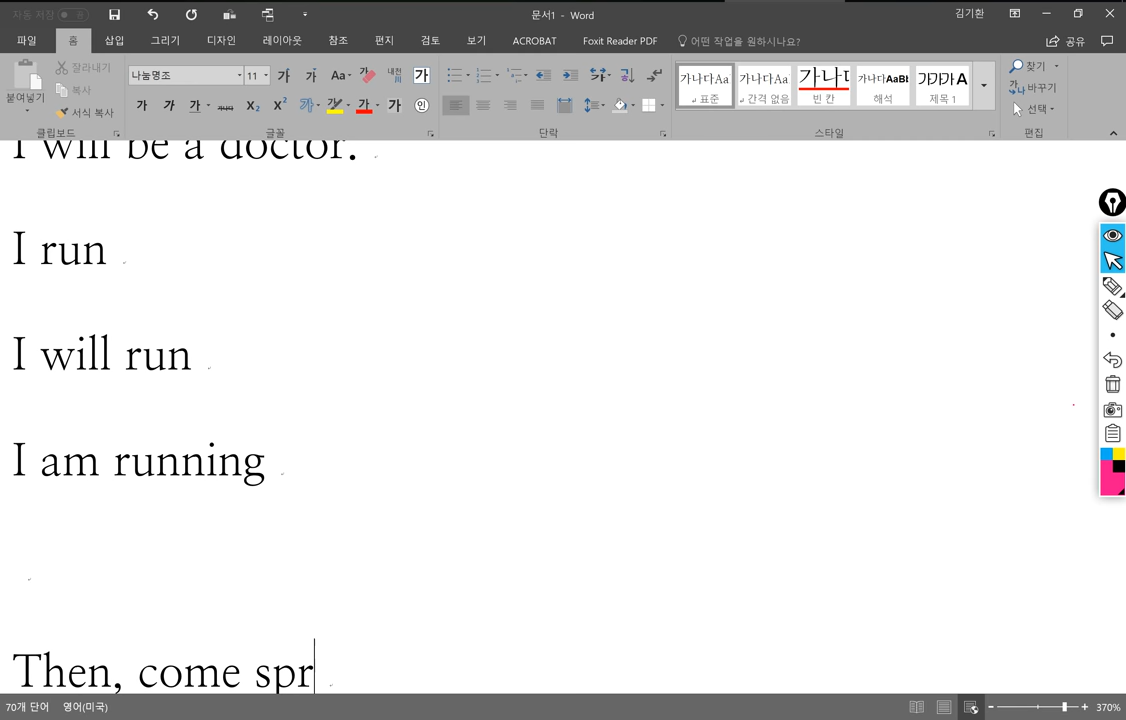 자동 저장
문서1 - Word
김기환
파일 홈 삽입 그리기 디자인 레이아웃 참조 편지 검토 보기 ACROBAT Foxit Reader PDF 어떤 작업을 원하시나요? 공유
붙여넣기
잘라내기
복사
서식 복사
클립보드
나눔명조 11 가 가 Aa 가 내천川 가
가 가 가 가나다 X₂ X² 가 가 가 가 인
글꼴
단락
가나다Aa 가나다Aa 가나다 가나다AaBb 가가가A
표준 간격 없음 빈 칸 해석 제목 1
스타일
찾기
바꾸기
선택
편집
I will be a doctor.
I run
I will run
I am running
Then, come spr
70개 단어 영어(미국) 370%